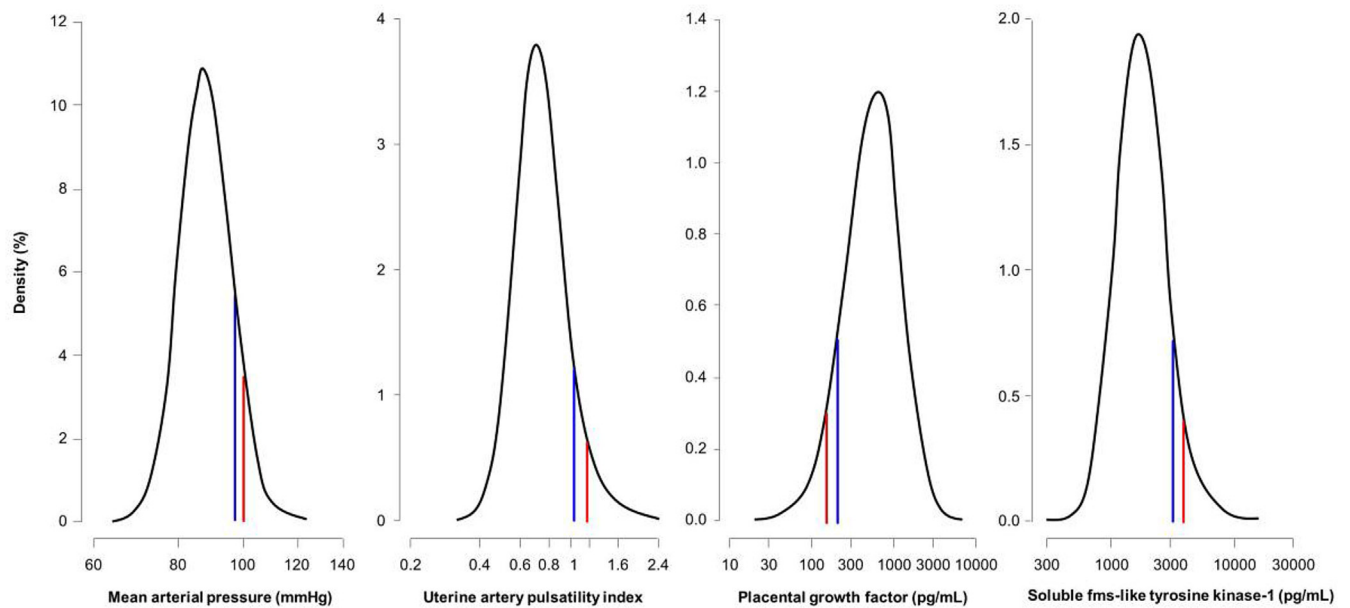 Density (%)
12
10
8
6
4
2
0
60 80 100 120 140
Mean arterial pressure (mmHg)
4
3
2
1
0
0.2 0.4 0.6 0.8 1 1.6 2.4
Uterine artery pulsatility index
1.4
1.2
1.0
0.8
0.6
0.4
0.2
0.0
10 30 100 300 1000 3000 10000
Placental growth factor (pg/mL)
2.0
1.5
1.0
0.5
0.0
300 1000 3000 10000 30000
Soluble fms-like tyrosine kinase-1 (pg/mL)